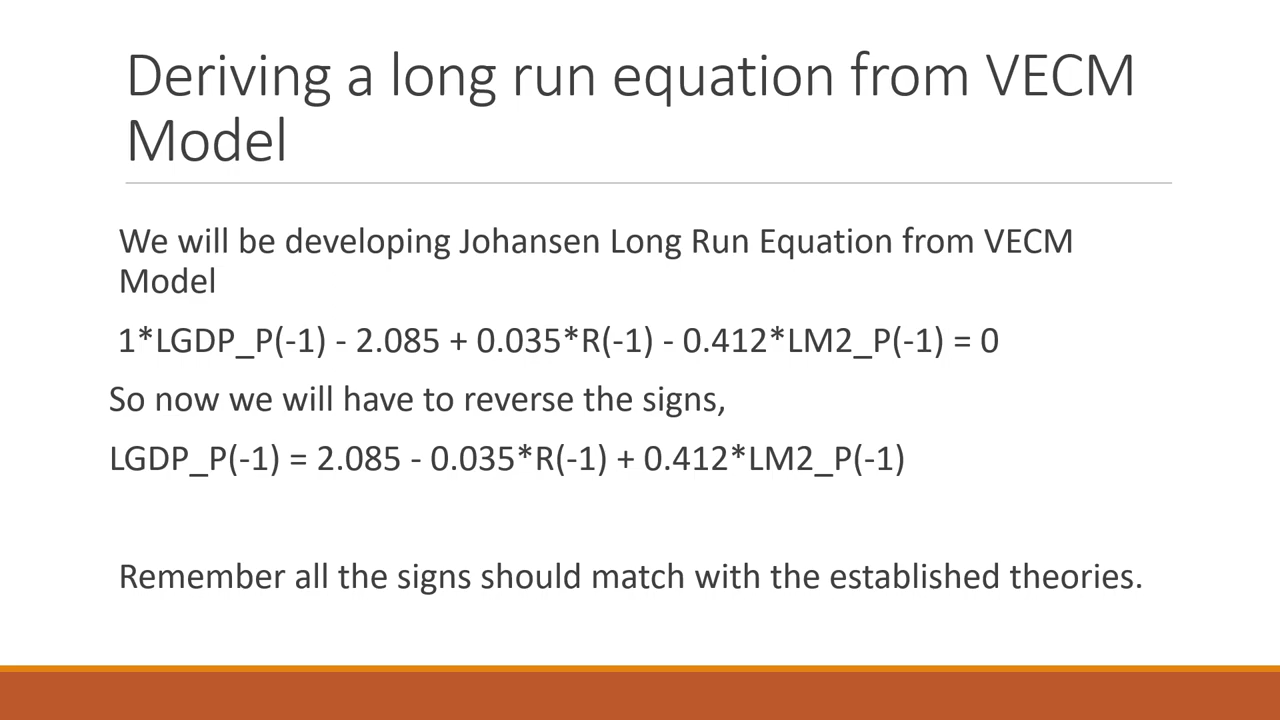 Deriving a long run equation from VECM
Model
We will be developing Johansen Long Run Equation from VECM
Model
1*LGDP_P(-1) - 2.085 + 0.035*R(-1) - 0.412*LM2_P(-1) = 0
So now we will have to reverse the signs,
LGDP_P(-1) = 2.085 - 0.035*R(-1) + 0.412*LM2_P(-1)
Remember all the signs should match with the established theories.